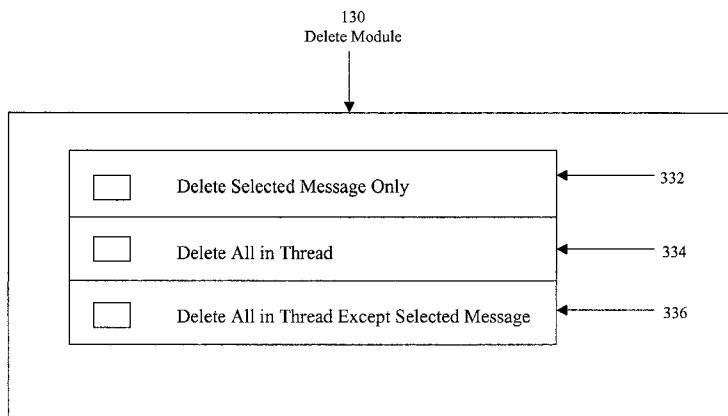 130
Delete Module
Delete Selected Message Only
332
Delete All in Thread
334
Delete All in Thread Except Selected Message
336